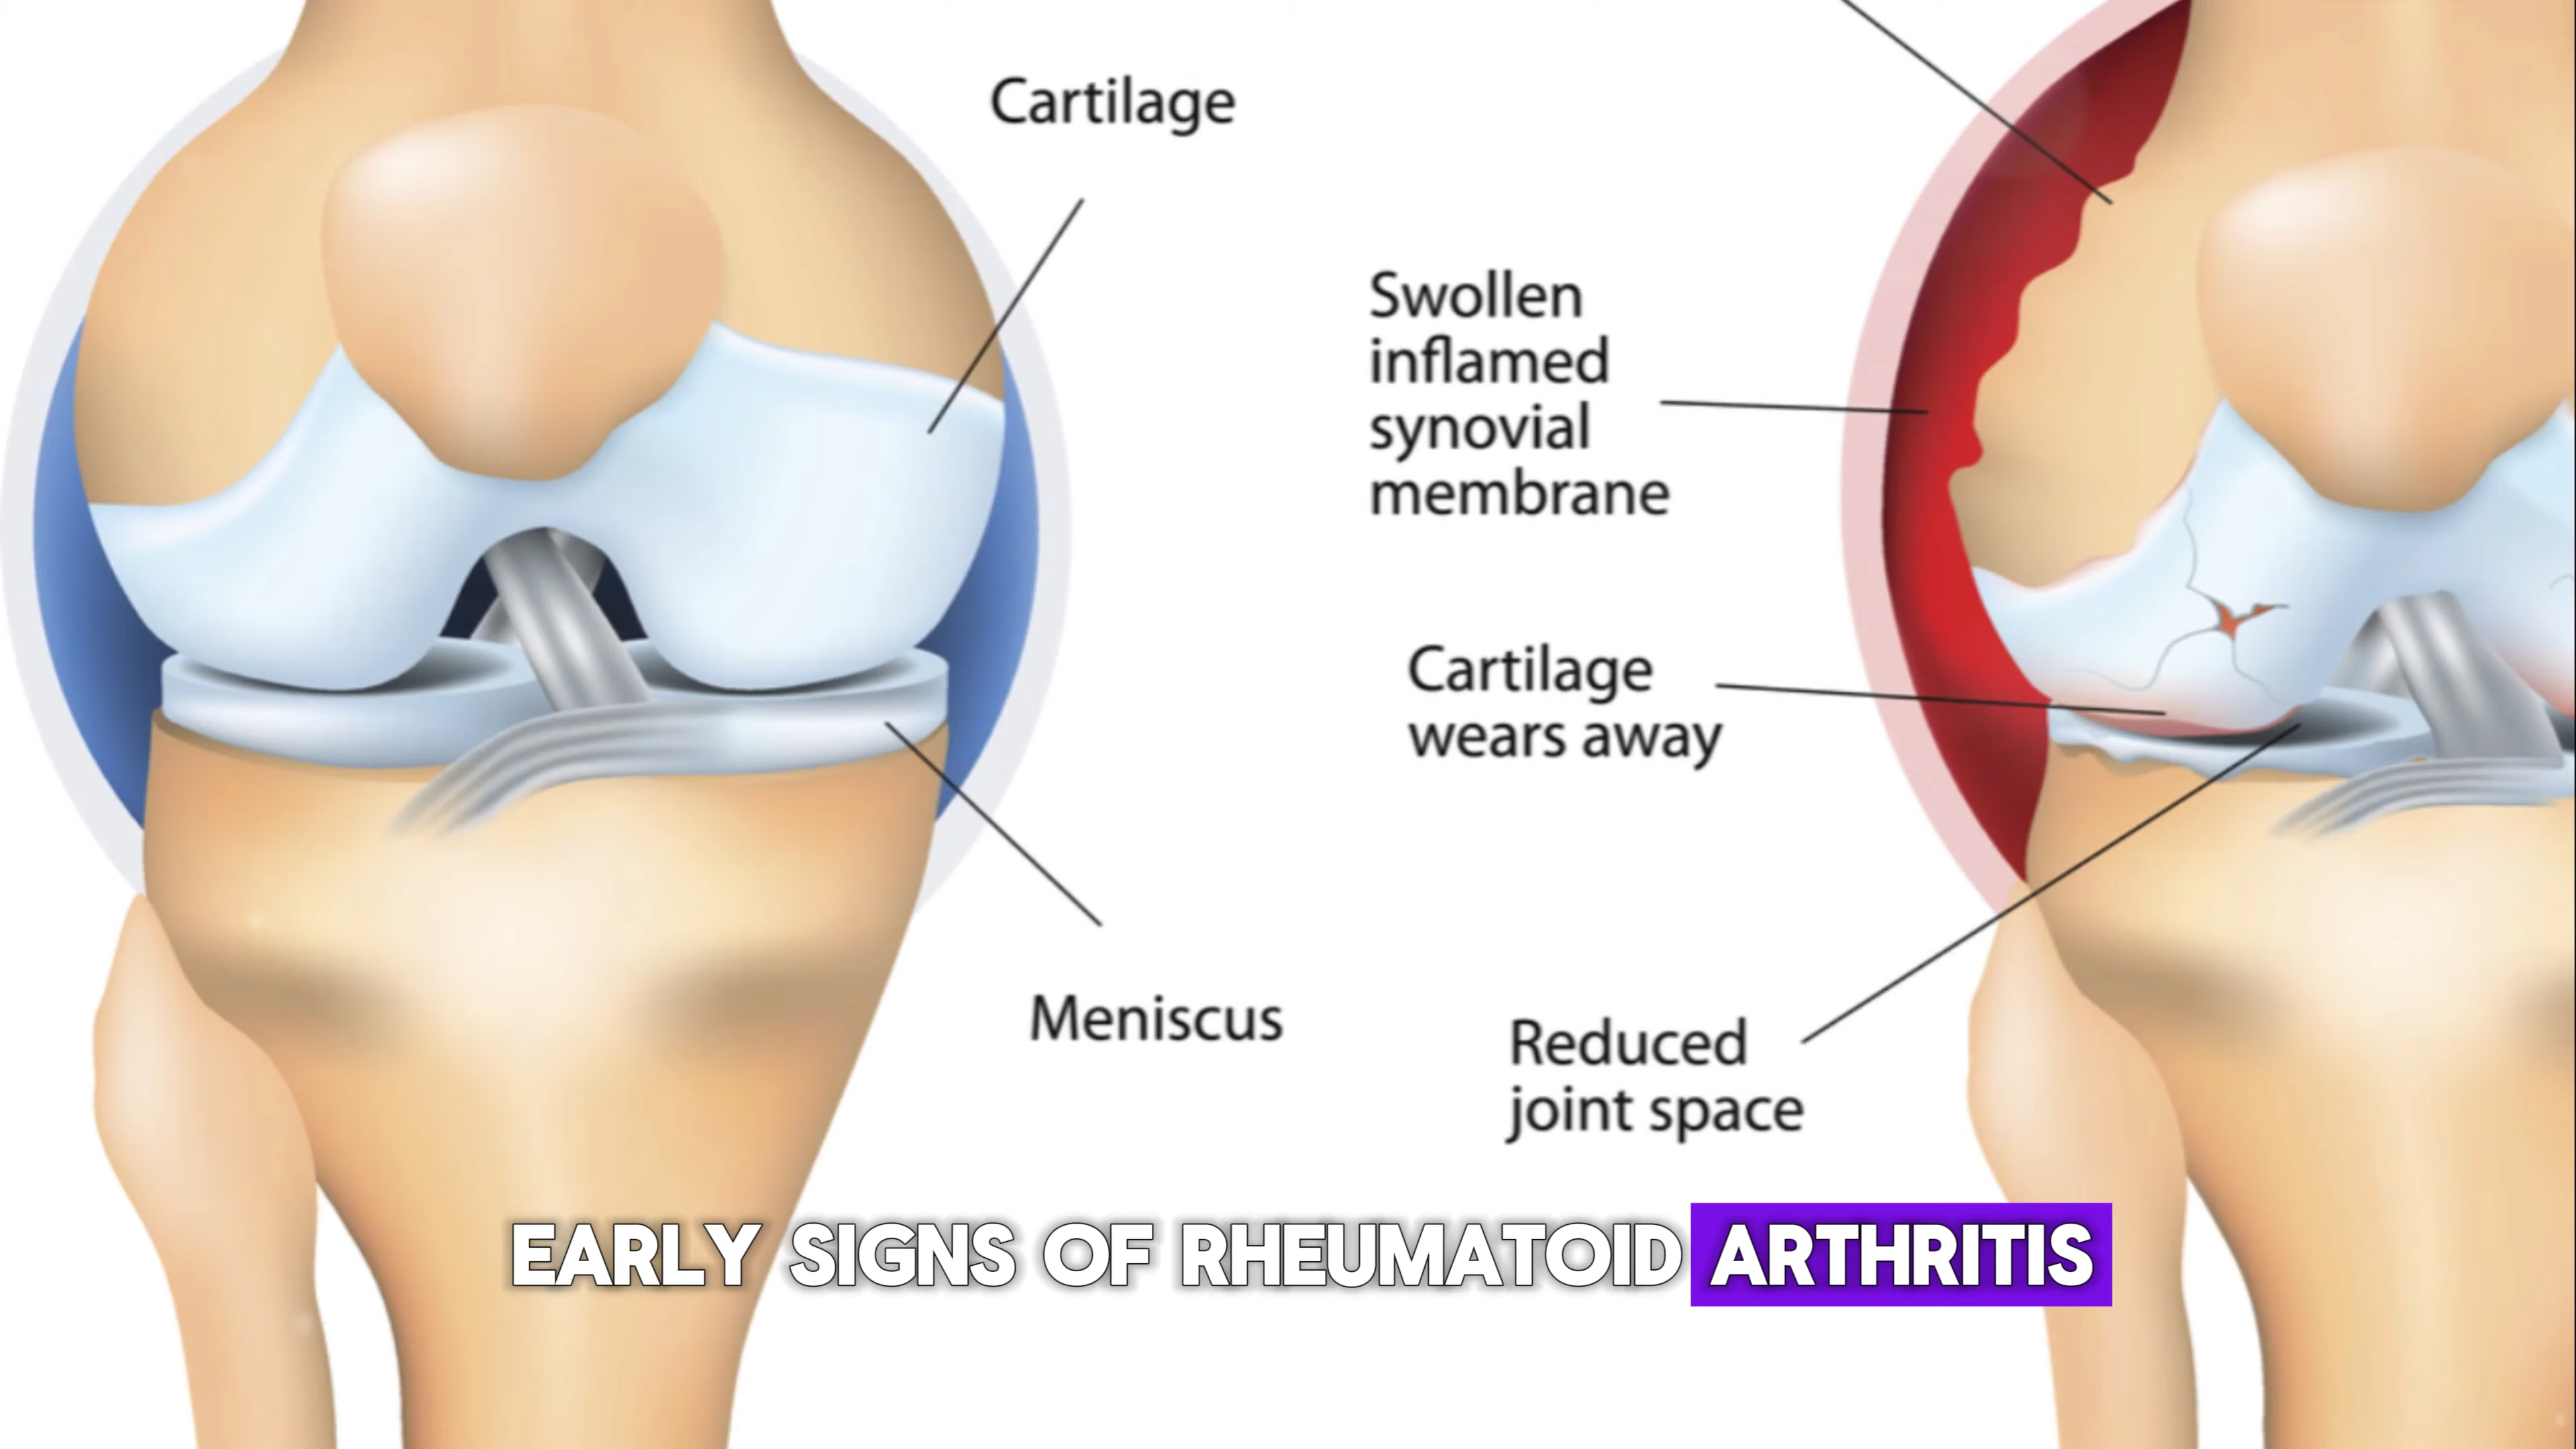 Cartilage
Swollen
inflamed
synovial
membrane
Cartilage
wears away
Meniscus
Reduced
joint space
EARLY SIGNS OF RHEUMATOID ARTHRITIS